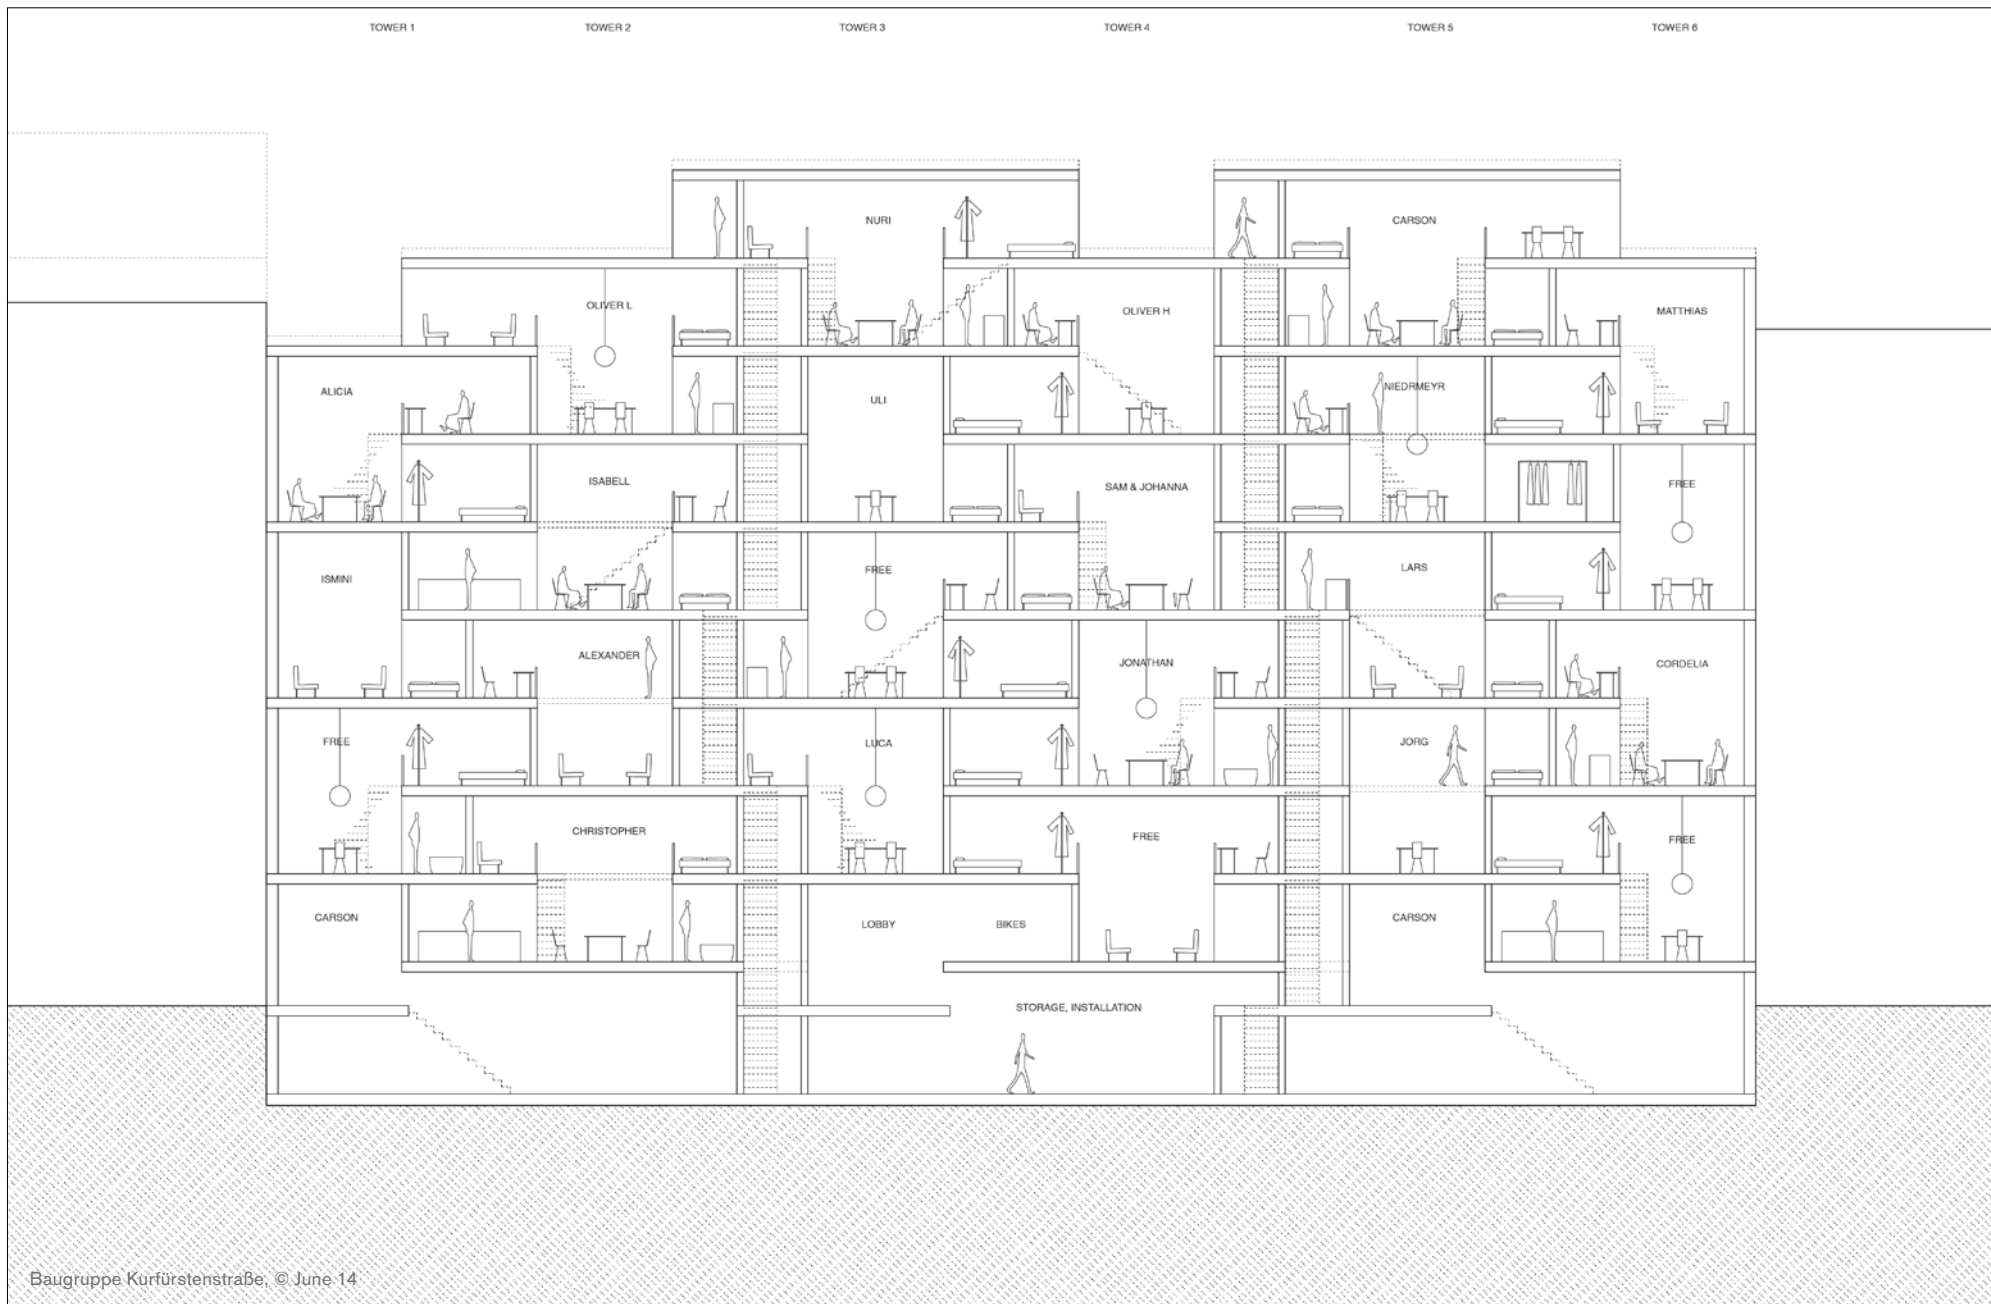 TOWER 1
TOWER 2
TOWER 3
TOWER 4
TOWER 5
TOWER 6
NURI
CARSON
OLIVER L
OLIVER H
MATTHIAS
ALICIA
ULI
NIEDRMEYR
ISABELL
SAM & JOHANNA
FREE
ISMINI
FREE
LARS
ALEXANDER
JONATHAN
CORDELIA
FREE
LUCA
JORG
CHRISTOPHER
FREE
FREE
CARSON
LOBBY
BIKES
CARSON
STORAGE, INSTALLATION
Baugruppe Kurfürstenstraße, © June 14